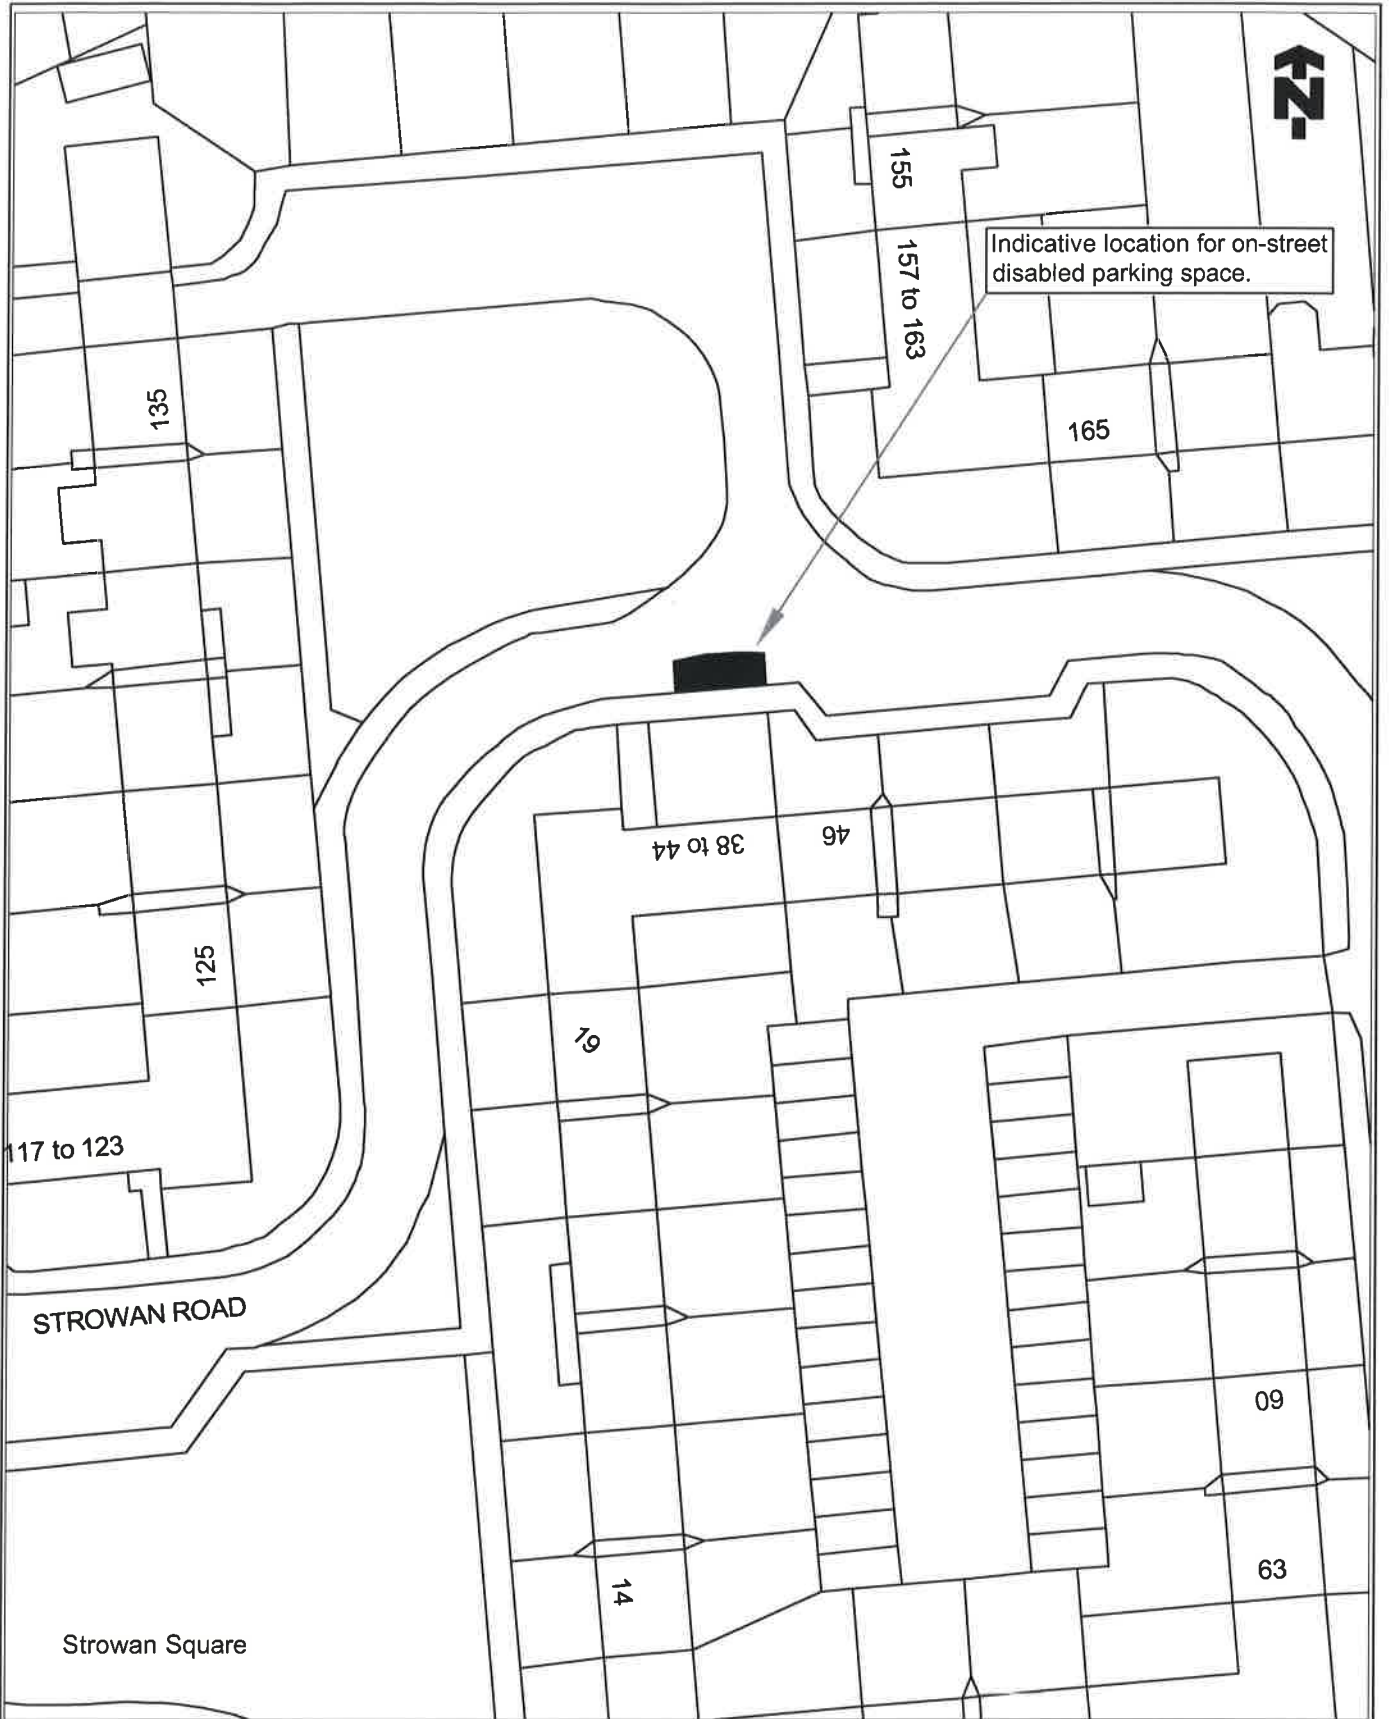 N
155
Indicative location for on-street
disabled parking space.
157 to 163
135
165
38 to 44
46
125
19
117 to 123
STROWAN ROAD
60
63
14
Strowan Square